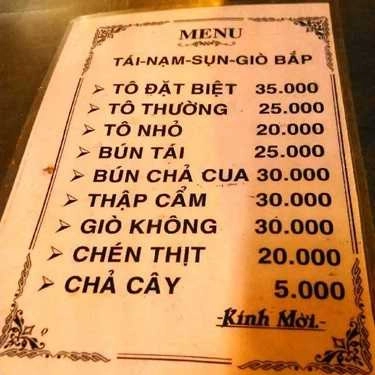 MENU
TÁI-NẠM-SỤN-GIÒ BẮP
TÔ ĐẶT BIỆT 35.000
TÔ THƯỜNG 25.000
TÔ NHỎ 20.000
BÚN TÁI 25.000
BÚN CHẢ CUA 30.000
THẬP CẨM 30.000
GIÒ KHÔNG 30.000
CHÉN THỊT 20.000
CHẢ CÂY 5.000
-Kính Mời.-